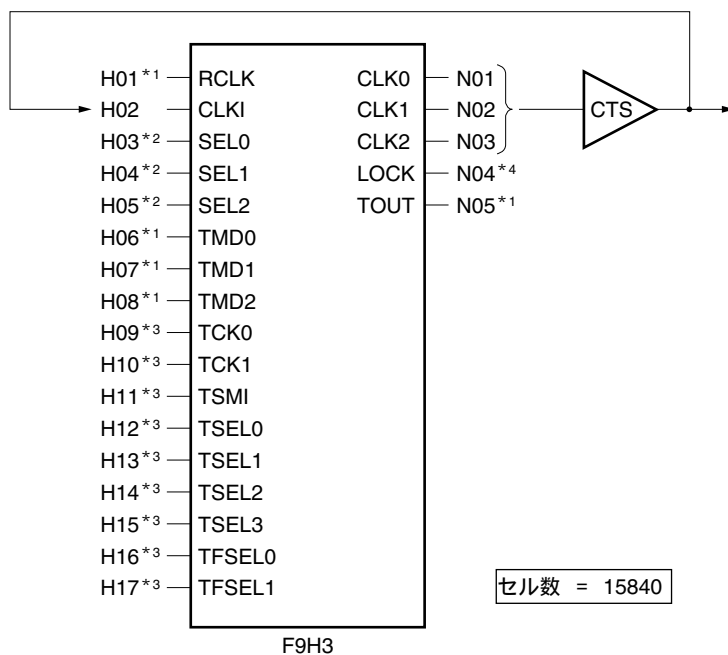 H01*1 RCLK CLK0 N01
H02 CLKI CLK1 N02 CTS
H03*2 SEL0 CLK2 N03
H04*2 SEL1 LOCK N04*4
H05*2 SEL2 TOUT N05*1
H06*1 TMD0
H07*1 TMD1
H08*1 TMD2
H09*3 TCK0
H10*3 TCK1
H11*3 TSMI
H12*3 TSEL0
H13*3 TSEL1
H14*3 TSEL2
H15*3 TSEL3
H16*3 TFSEL0
H17*3 TFSEL1
セル数 = 15840
F9H3